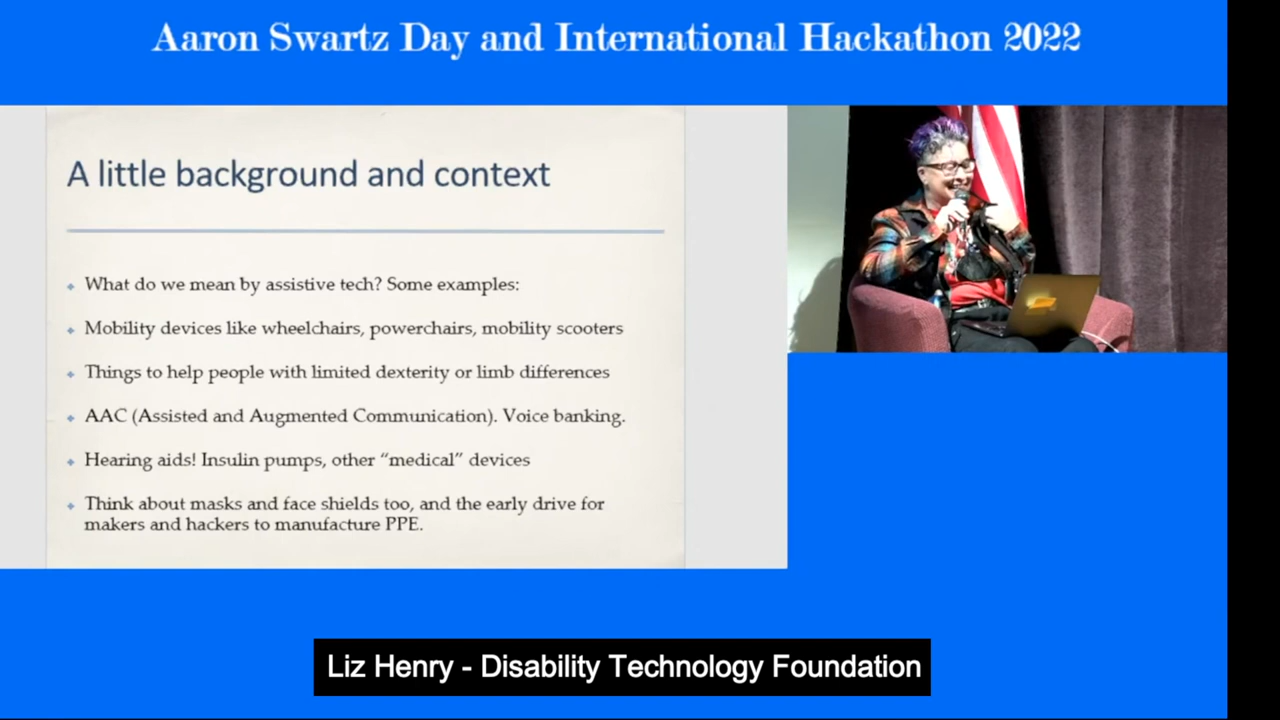 Aaron Swartz Day and International Hackathon 2022
A little background and context
What do we mean by assistive tech? Some examples:
Mobility devices like wheelchairs, powerchairs, mobility scooters
Things to help people with limited dexterity or limb differences
AAC (Assisted and Augmented Communication). Voice banking.
Hearing aids! Insulin pumps, other “medical” devices
Think about masks and face shields too, and the early drive for
makers and hackers to manufacture PPE.
Liz Henry - Disability Technology Foundation